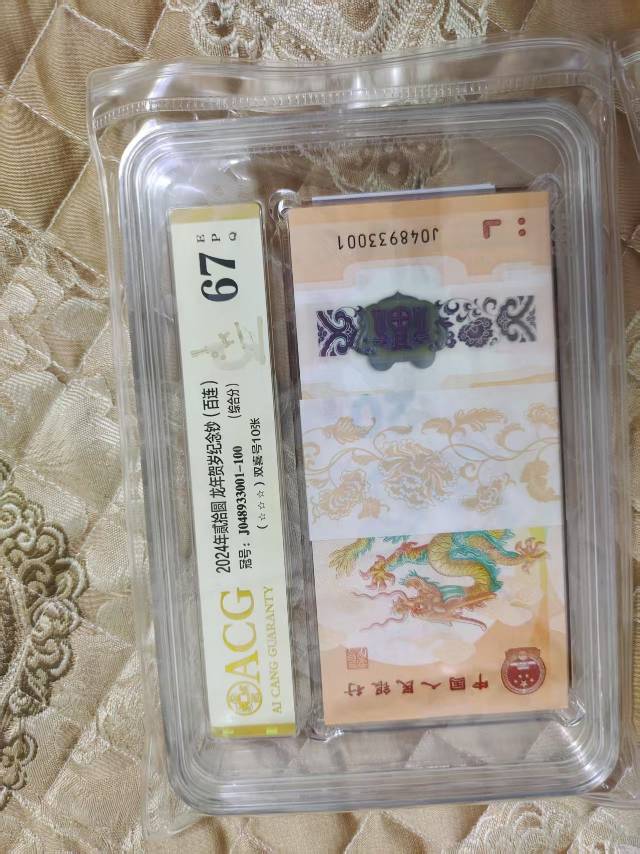 ACG
AI CANG GUARANTY
2024年贰拾圆 龙年贺岁纪念钞（百连）
冠号：J048933001-100
（综合分）
（☆☆☆）双豹号10张
67
E P Q
J048933001
中国人民银行